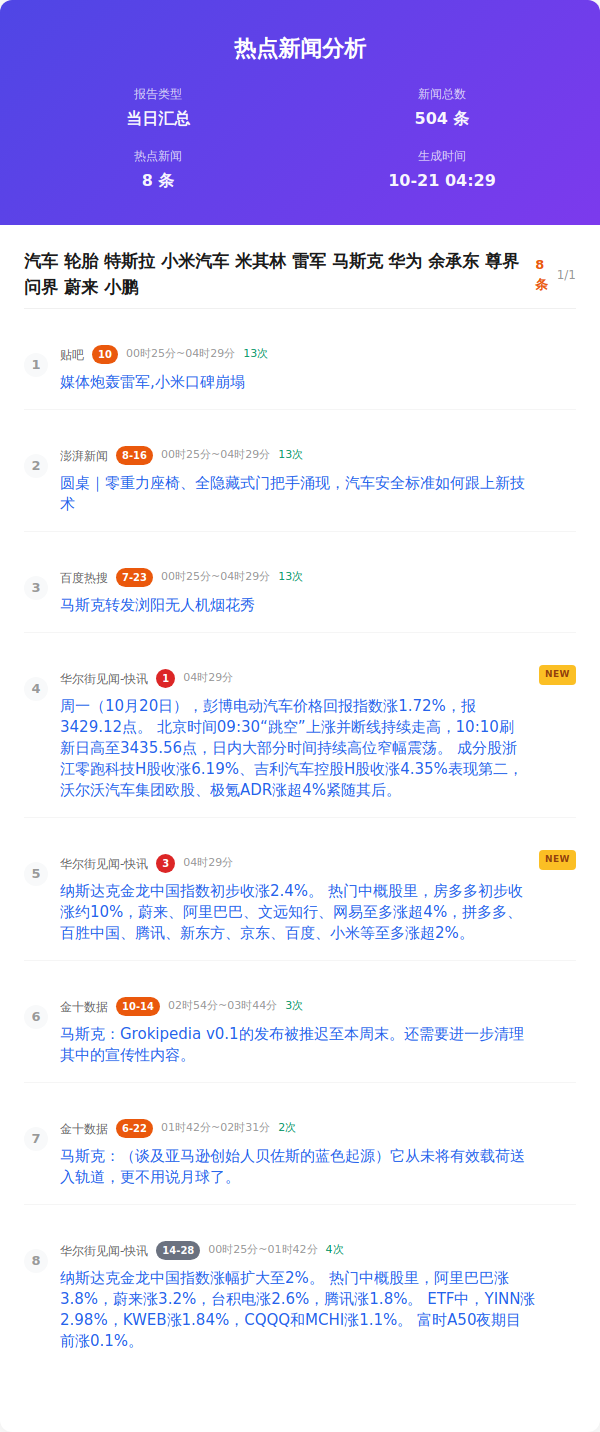 热点新闻分析
报告类型
当日汇总
新闻总数
504 条
热点新闻
8 条
生成时间
10-21 04:29
汽车 轮胎 特斯拉 小米汽车 米其林 雷军 马斯克 华为 余承东 尊界
问界 蔚来 小鹏
8
条
1/1
1
贴吧 10 00时25分~04时29分 13次
媒体炮轰雷军,小米口碑崩塌
2
澎湃新闻 8-16 00时25分~04时29分 13次
圆桌｜零重力座椅、全隐藏式门把手涌现，汽车安全标准如何跟上新技
术
3
百度热搜 7-23 00时25分~04时29分 13次
马斯克转发浏阳无人机烟花秀
4
华尔街见闻-快讯 1 04时29分
NEW
周一（10月20日），彭博电动汽车价格回报指数涨1.72%，报
3429.12点。 北京时间09:30“跳空”上涨并断线持续走高，10:10刷
新日高至3435.56点，日内大部分时间持续高位窄幅震荡。 成分股浙
江零跑科技H股收涨6.19%、吉利汽车控股H股收涨4.35%表现第二，
沃尔沃汽车集团欧股、极氪ADR涨超4%紧随其后。
5
华尔街见闻-快讯 3 04时29分
NEW
纳斯达克金龙中国指数初步收涨2.4%。 热门中概股里，房多多初步收
涨约10%，蔚来、阿里巴巴、文远知行、网易至多涨超4%，拼多多、
百胜中国、腾讯、新东方、京东、百度、小米等至多涨超2%。
6
金十数据 10-14 02时54分~03时44分 3次
马斯克：Grokipedia v0.1的发布被推迟至本周末。还需要进一步清理
其中的宣传性内容。
7
金十数据 6-22 01时42分~02时31分 2次
马斯克：（谈及亚马逊创始人贝佐斯的蓝色起源）它从未将有效载荷送
入轨道，更不用说月球了。
8
华尔街见闻-快讯 14-28 00时25分~01时42分 4次
纳斯达克金龙中国指数涨幅扩大至2%。 热门中概股里，阿里巴巴涨
3.8%，蔚来涨3.2%，台积电涨2.6%，腾讯涨1.8%。 ETF中，YINN涨
2.98%，KWEB涨1.84%，CQQQ和MCHI涨1.1%。 富时A50夜期目
前涨0.1%。